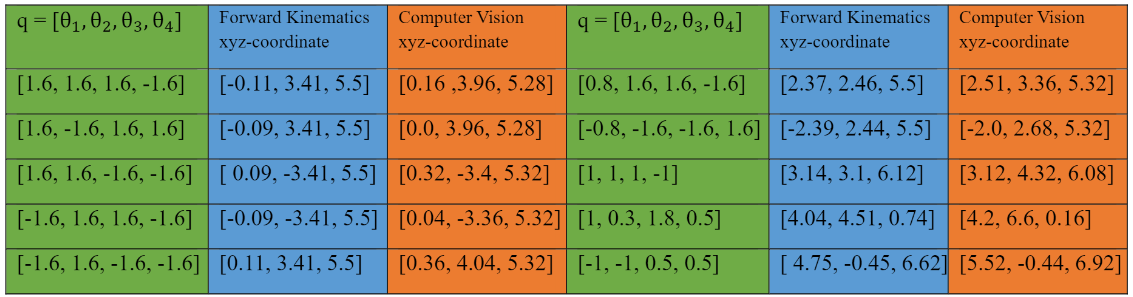 q = [θ₁, θ₂, θ₃, θ₄] Forward Kinematics xyz-coordinate Computer Vision xyz-coordinate q = [θ₁, θ₂, θ₃, θ₄] Forward Kinematics xyz-coordinate Computer Vision xyz-coordinate
[1.6, 1.6, 1.6, -1.6] [-0.11, 3.41, 5.5] [0.16 ,3.96, 5.28] [0.8, 1.6, 1.6, -1.6] [2.37, 2.46, 5.5] [2.51, 3.36, 5.32]
[1.6, -1.6, 1.6, 1.6] [-0.09, 3.41, 5.5] [0.0, 3.96, 5.28] [-0.8, -1.6, -1.6, 1.6] [-2.39, 2.44, 5.5] [-2.0, 2.68, 5.32]
[1.6, 1.6, -1.6, -1.6] [ 0.09, -3.41, 5.5] [0.32, -3.4, 5.32] [1, 1, 1, -1] [3.14, 3.1, 6.12] [3.12, 4.32, 6.08]
[-1.6, 1.6, 1.6, -1.6] [-0.09, -3.41, 5.5] [0.04, -3.36, 5.32] [1, 0.3, 1.8, 0.5] [4.04, 4.51, 0.74] [4.2, 6.6, 0.16]
[-1.6, 1.6, -1.6, -1.6] [0.11, 3.41, 5.5] [0.36, 4.04, 5.32] [-1, -1, 0.5, 0.5] [ 4.75, -0.45, 6.62] [5.52, -0.44, 6.92]